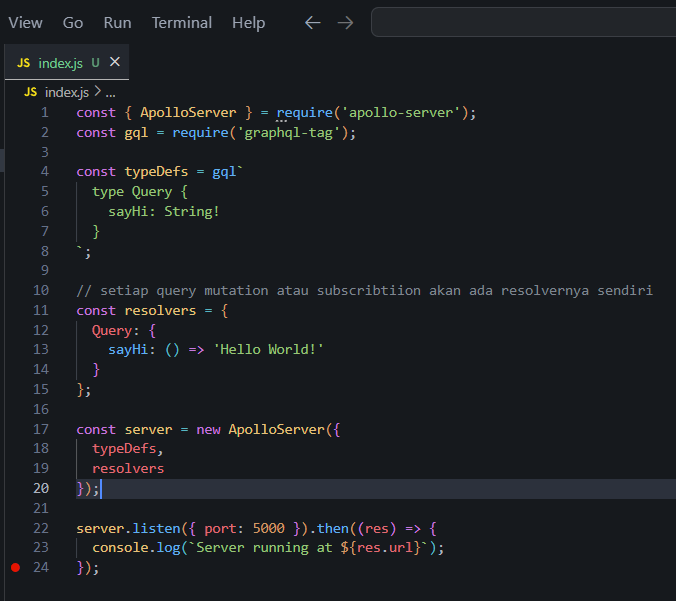 View Go Run Terminal Help
JS index.js U
JS index.js > ...
1 const { ApolloServer } = require('apollo-server');
2 const gql = require('graphql-tag');
3
4 const typeDefs = gql`
5   type Query {
6     sayHi: String!
7   }
8 `;
9
10 // setiap query mutation atau subscribtiion akan ada resolvernya sendiri
11 const resolvers = {
12   Query: {
13     sayHi: () => 'Hello World!'
14   }
15 };
16
17 const server = new ApolloServer({
18   typeDefs,
19   resolvers
20 });
21
22 server.listen({ port: 5000 }).then((res) => {
23   console.log(`Server running at ${res.url}`);
24 });